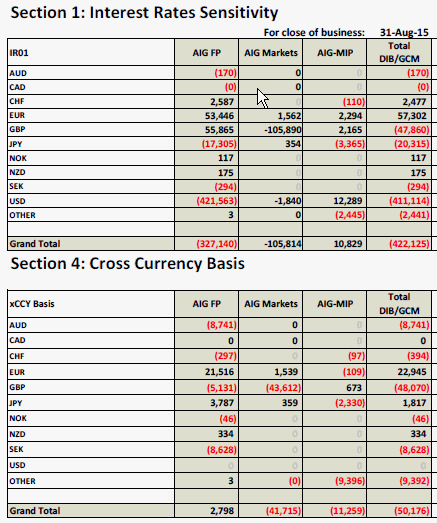 Section 1: Interest Rates Sensitivity
For close of business: 31-Aug-15
IR01 AIG FP AIG Markets AIG-MIP Total DIB/GCM
AUD (170) 0 0 (170)
CAD (0) 0 0 (0)
CHF 2,587 0 (110) 2,477
EUR 53,446 1,562 2,294 57,302
GBP 55,865 -105,890 2,165 (47,860)
JPY (17,305) 354 (3,365) (20,315)
NOK 117 0 0 117
NZD 175 0 0 175
SEK (294) 0 0 (294)
USD (421,563) -1,840 12,289 (411,114)
OTHER 3 0 (2,445) (2,441)
Grand Total (327,140) -105,814 10,829 (422,125)
Section 4: Cross Currency Basis
xCCY Basis AIG FP AIG Markets AIG-MIP Total DIB/GCM
AUD (8,741) 0 0 (8,741)
CAD 0 0 0 0
CHF (297) 0 (97) (394)
EUR 21,516 1,539 (109) 22,945
GBP (5,131) (43,612) 673 (48,070)
JPY 3,787 359 (2,330) 1,817
NOK (46) 0 0 (46)
NZD 334 0 0 334
SEK (8,628) 0 0 (8,628)
USD 0 0 0 0
OTHER 3 (0) (9,396) (9,392)
Grand Total 2,798 (41,715) (11,259) (50,176)